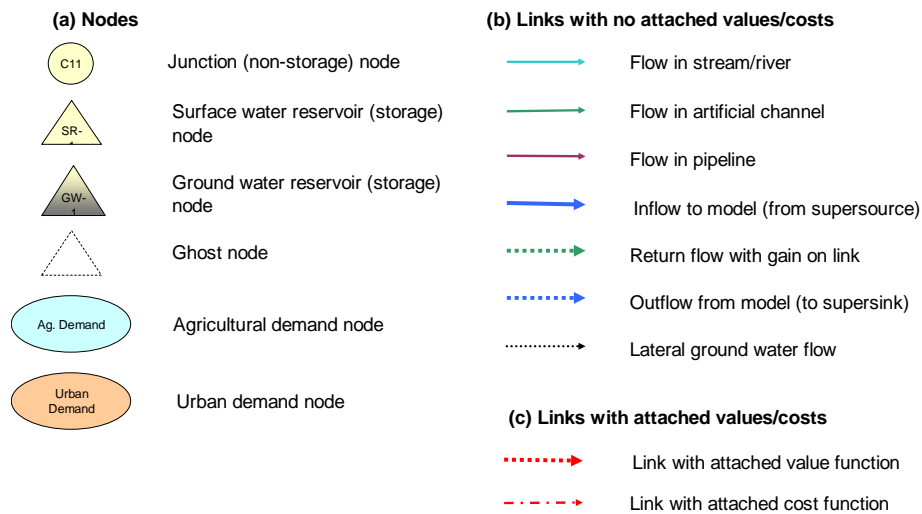 (a) Nodes
C11
Junction (non-storage) node
SR-
Surface water reservoir (storage)
node
GW-
1
Ground water reservoir (storage)
node
Ghost node
Ag. Demand
Agricultural demand node
Urban
Demand
Urban demand node
(b) Links with no attached values/costs
Flow in stream/river
Flow in artificial channel
Flow in pipeline
Inflow to model (from supersource)
Return flow with gain on link
Outflow from model (to supersink)
Lateral ground water flow
(c) Links with attached values/costs
Link with attached value function
Link with attached cost function